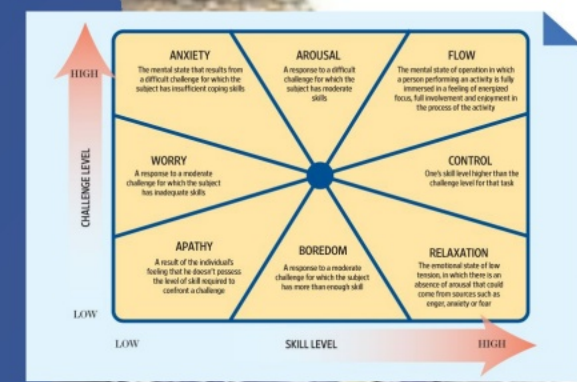 HIGH
CHALLENGE LEVEL
LOW
ANXIETY
The mental state that results from
a difficult challenge for which the
subject has insufficient coping skills
AROUSAL
A response to a difficult
challenge for which the
subject has moderate
skills
FLOW
The mental state of operation in which
a person performing an activity is fully
immersed in a feeling of energized
focus, full involvement and enjoyment in
the process of the activity
WORRY
A response to a moderate
challenge for which the subject
has inadequate skills
CONTROL
One's skill level higher than the
challenge level for that task
APATHY
A result of the individual's
feeling that he doesn't possess
the level of skill required to
confront a challenge
BOREDOM
A response to a moderate
challenge for which the subject
has more than enough skill
RELAXATION
The emotional state of low
tension, in which there is an
absence of arousal that could
come from sources such as
enger, anxiety or fear
LOW
SKILL LEVEL
HIGH